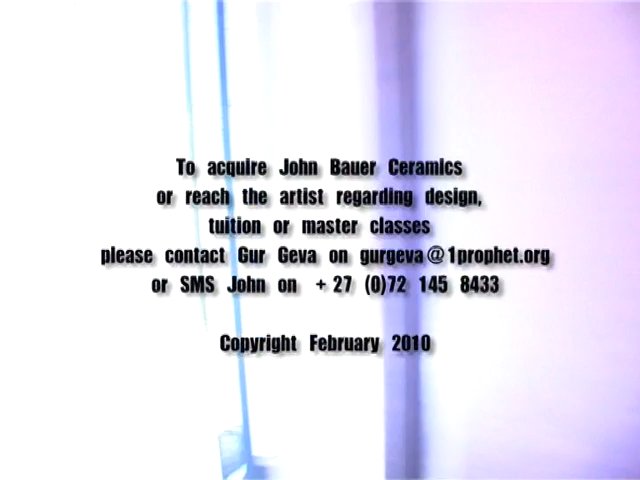 To acquire John Bauer Ceramics
or reach the artist regarding design,
tuition or master classes
please contact Gur Geva on gurgeva@1prophet.org
or SMS John on + 27 (0)72 145 8433
Copyright February 2010